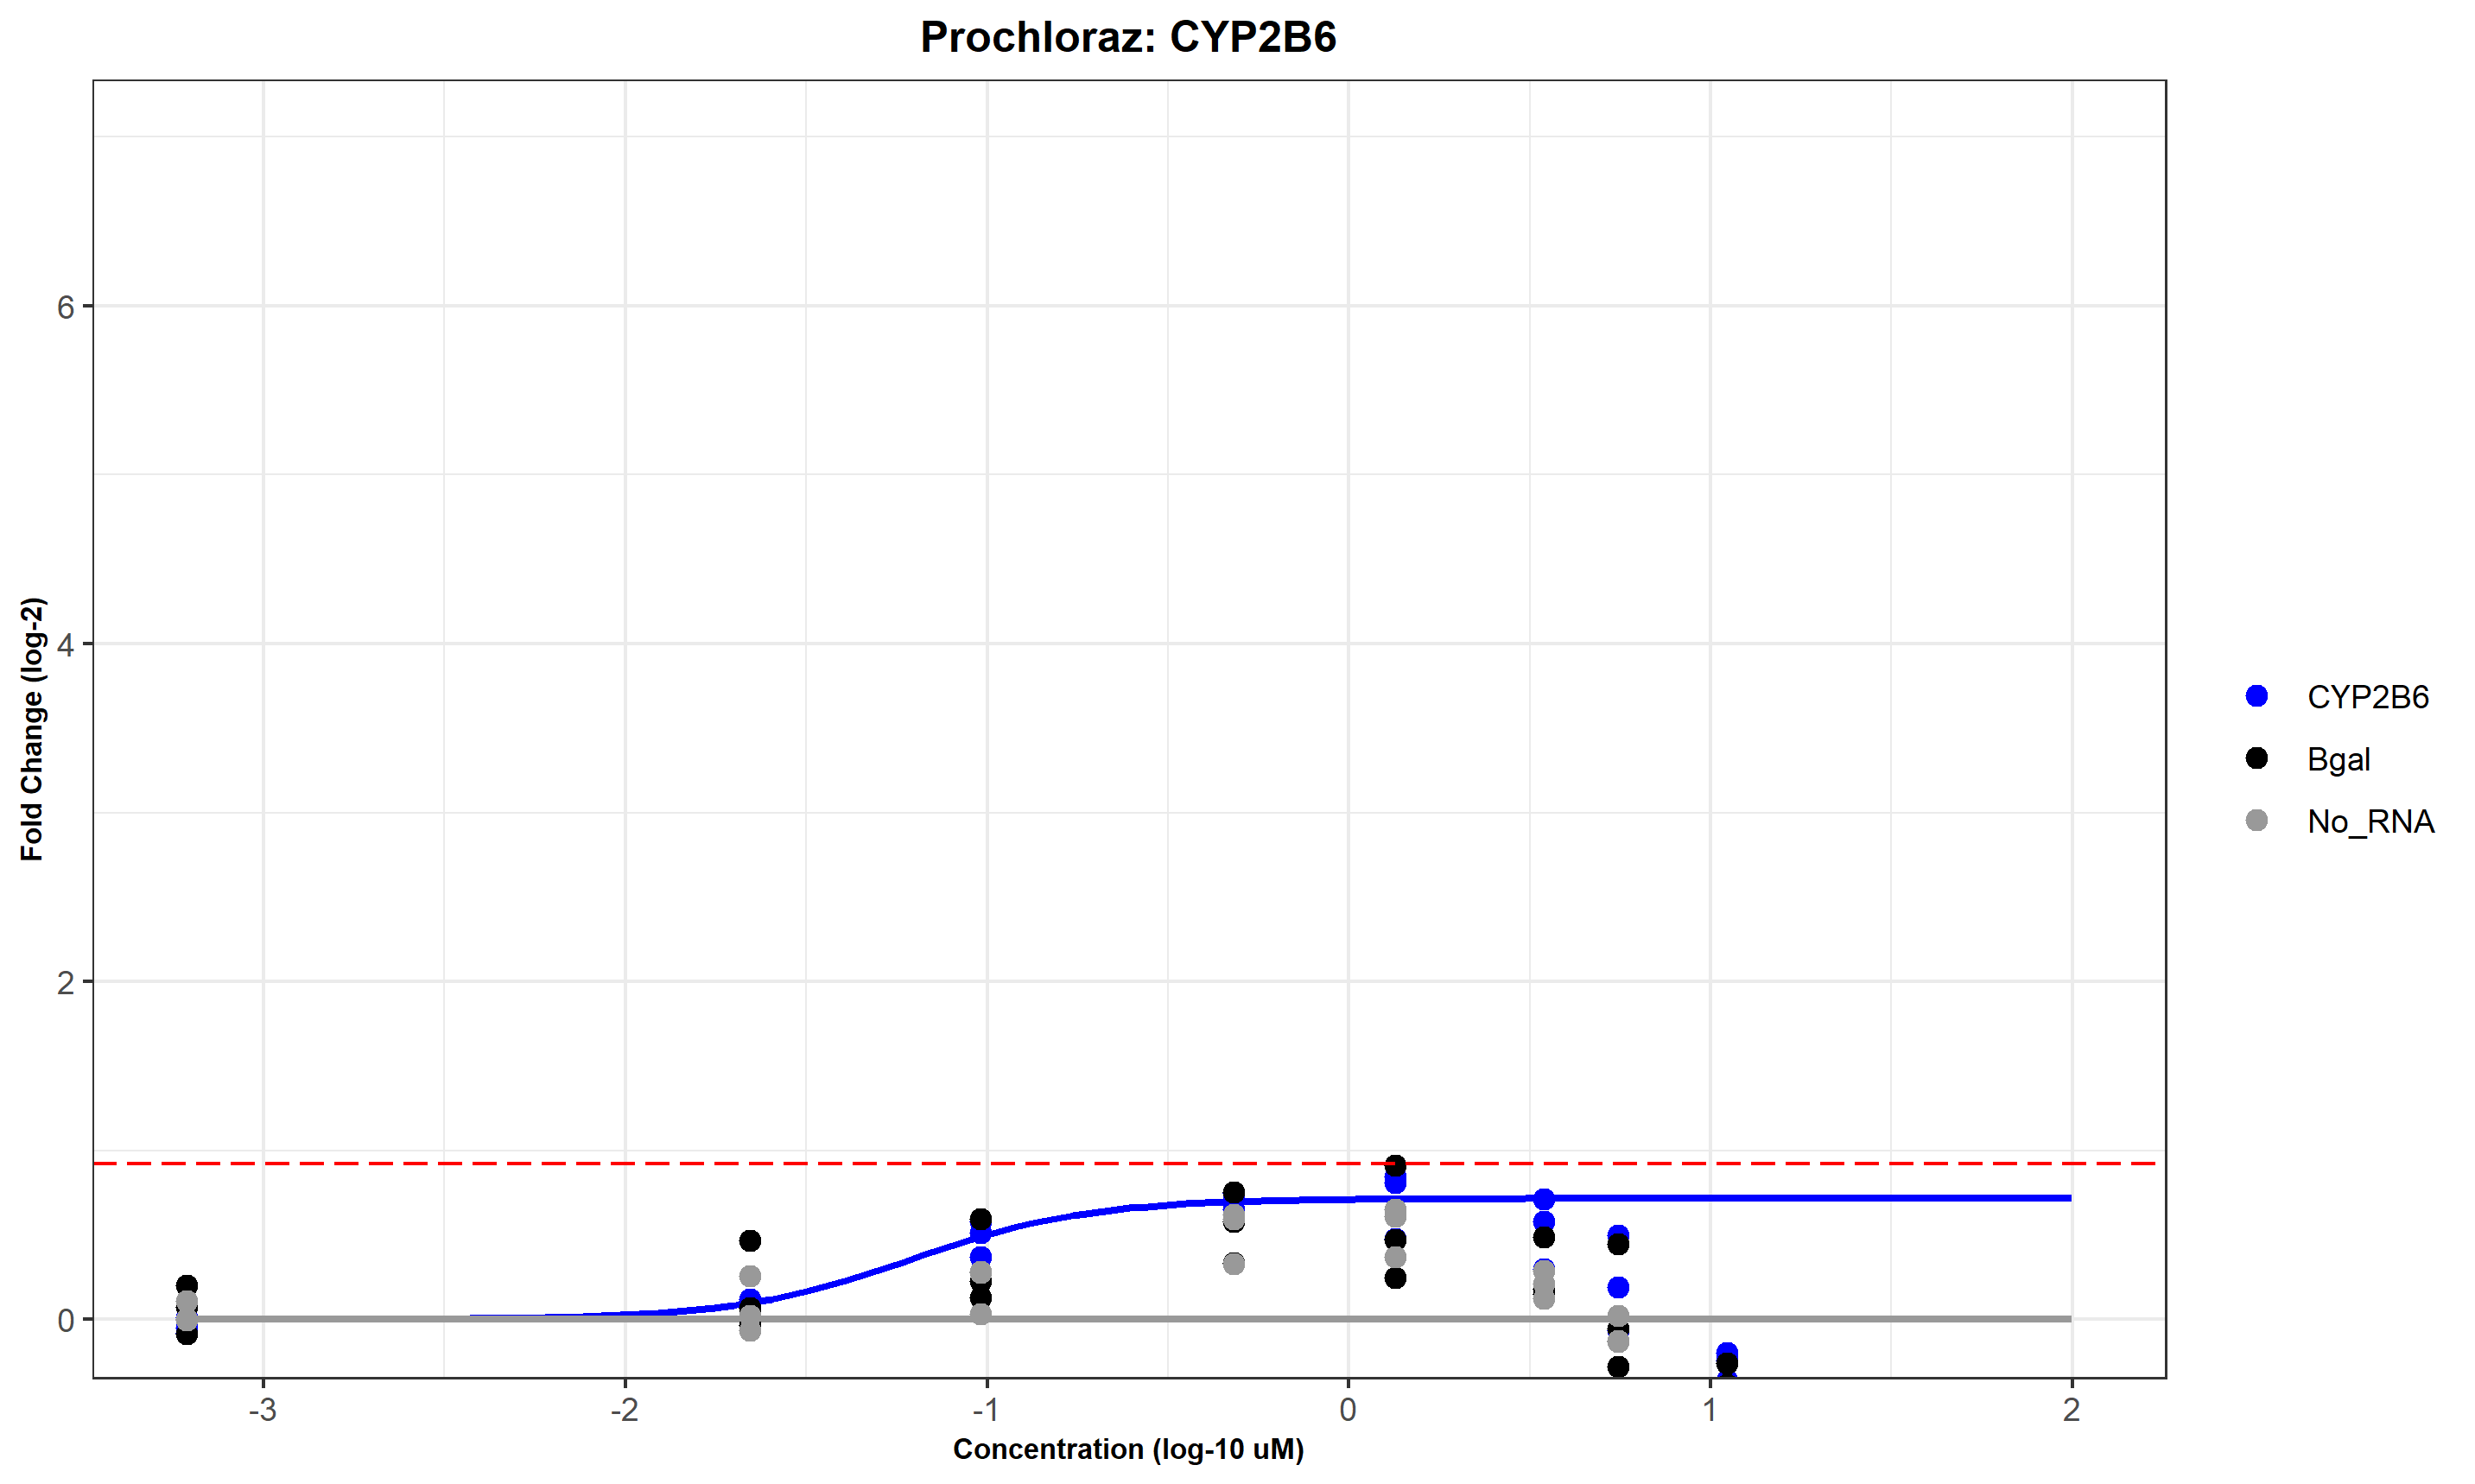 Prochloraz: CYP2B6
Fold Change (log-2)
6
4
2
0
-3
-2
-1
0
1
2
Concentration (log-10 uM)
CYP2B6
Bgal
No_RNA